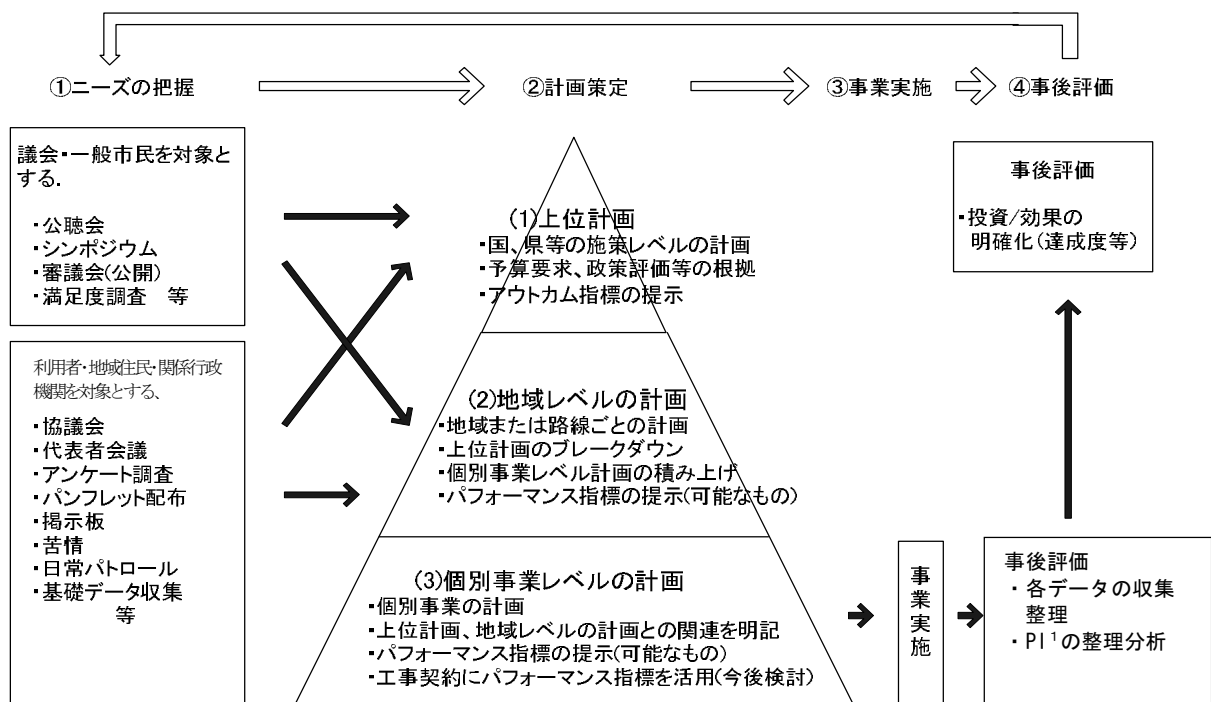 ①ニーズの把握
②計画策定
③事業実施
④事後評価
議会・一般市民を対象と
する.
・公聴会
・シンポジウム
・審議会(公開)
・満足度調査 等
利用者・地域住民・関係行政
機関を対象とする、
・協議会
・代表者会議
・アンケート調査
・パンフレット配布
・掲示板
・苦情
・日常パトロール
・基礎データ収集
等
(1)上位計画
・国、県等の施策レベルの計画
・予算要求、政策評価等の根拠
・アウトカム指標の提示
(2)地域レベルの計画
・地域または路線ごとの計画
・上位計画のブレークダウン
・個別事業レベル計画の積み上げ
・パフォーマンス指標の提示(可能なもの)
(3)個別事業レベルの計画
・個別事業の計画
・上位計画、地域レベルの計画との関連を明記
・パフォーマンス指標の提示(可能なもの)
・工事契約にパフォーマンス指標を活用(今後検討)
事業実施
事後評価
・各データの収集
整理
・PI¹の整理分析
事後評価
・投資/効果の
明確化(達成度等)